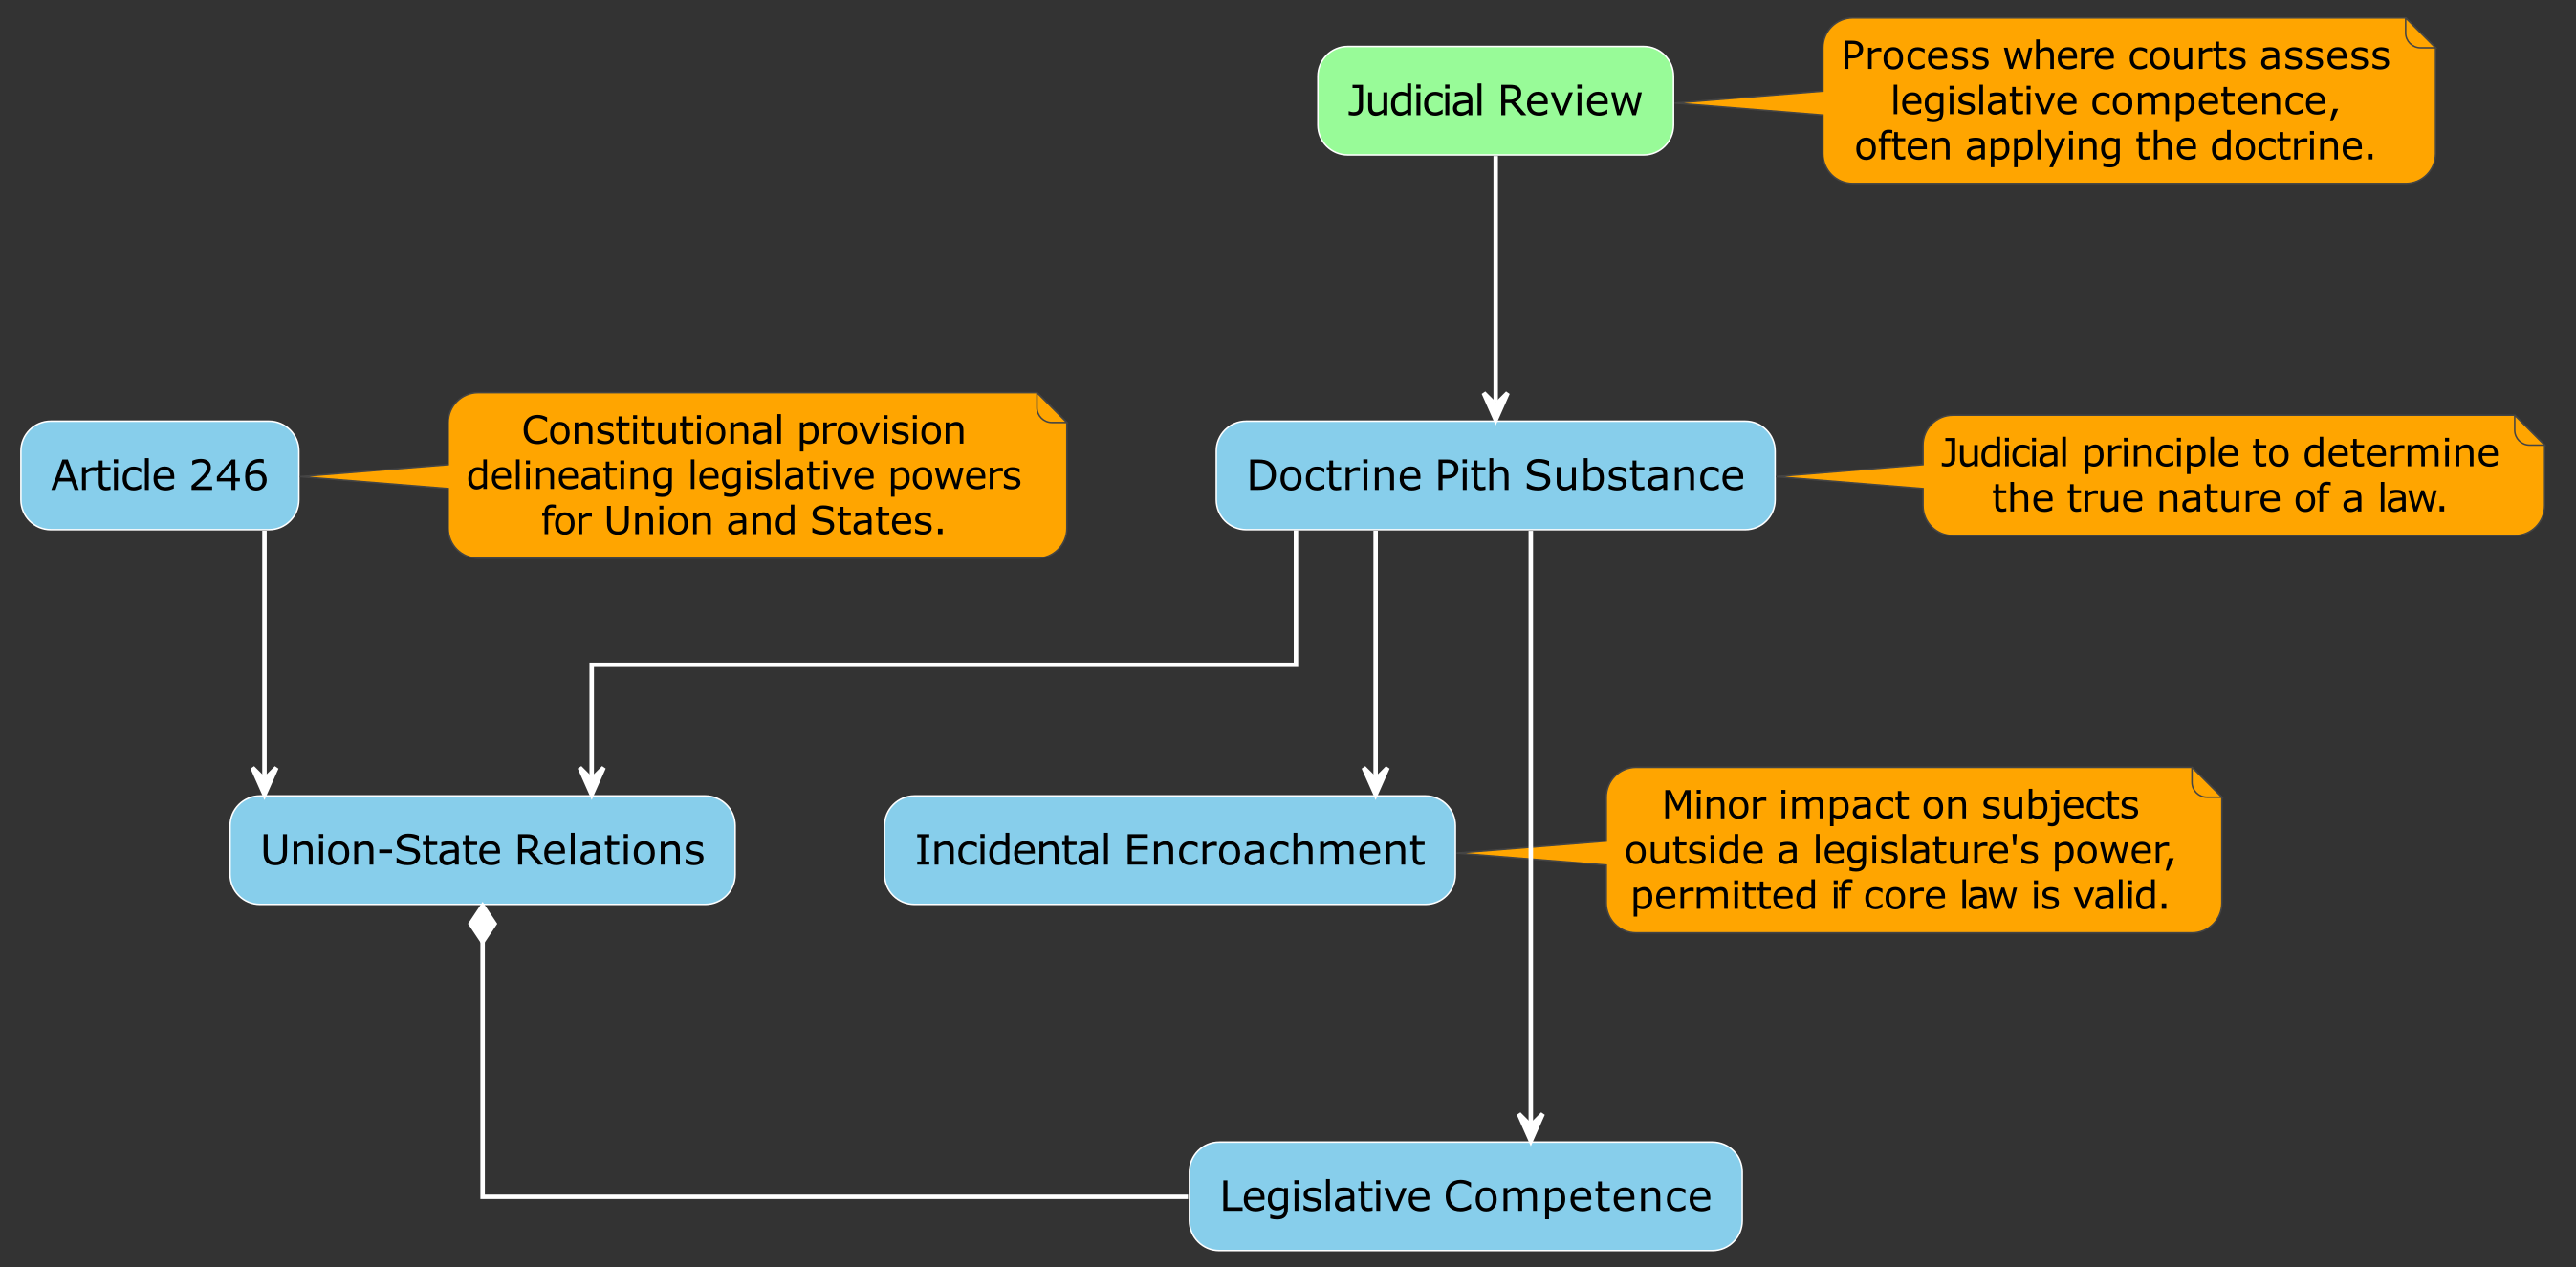 Judicial Review
Process where courts assess
legislative competence,
often applying the doctrine.
Article 246
Constitutional provision
delineating legislative powers
for Union and States.
Doctrine Pith Substance
Judicial principle to determine
the true nature of a law.
Union-State Relations
Incidental Encroachment
Minor impact on subjects
outside a legislature's power,
permitted if core law is valid.
Legislative Competence